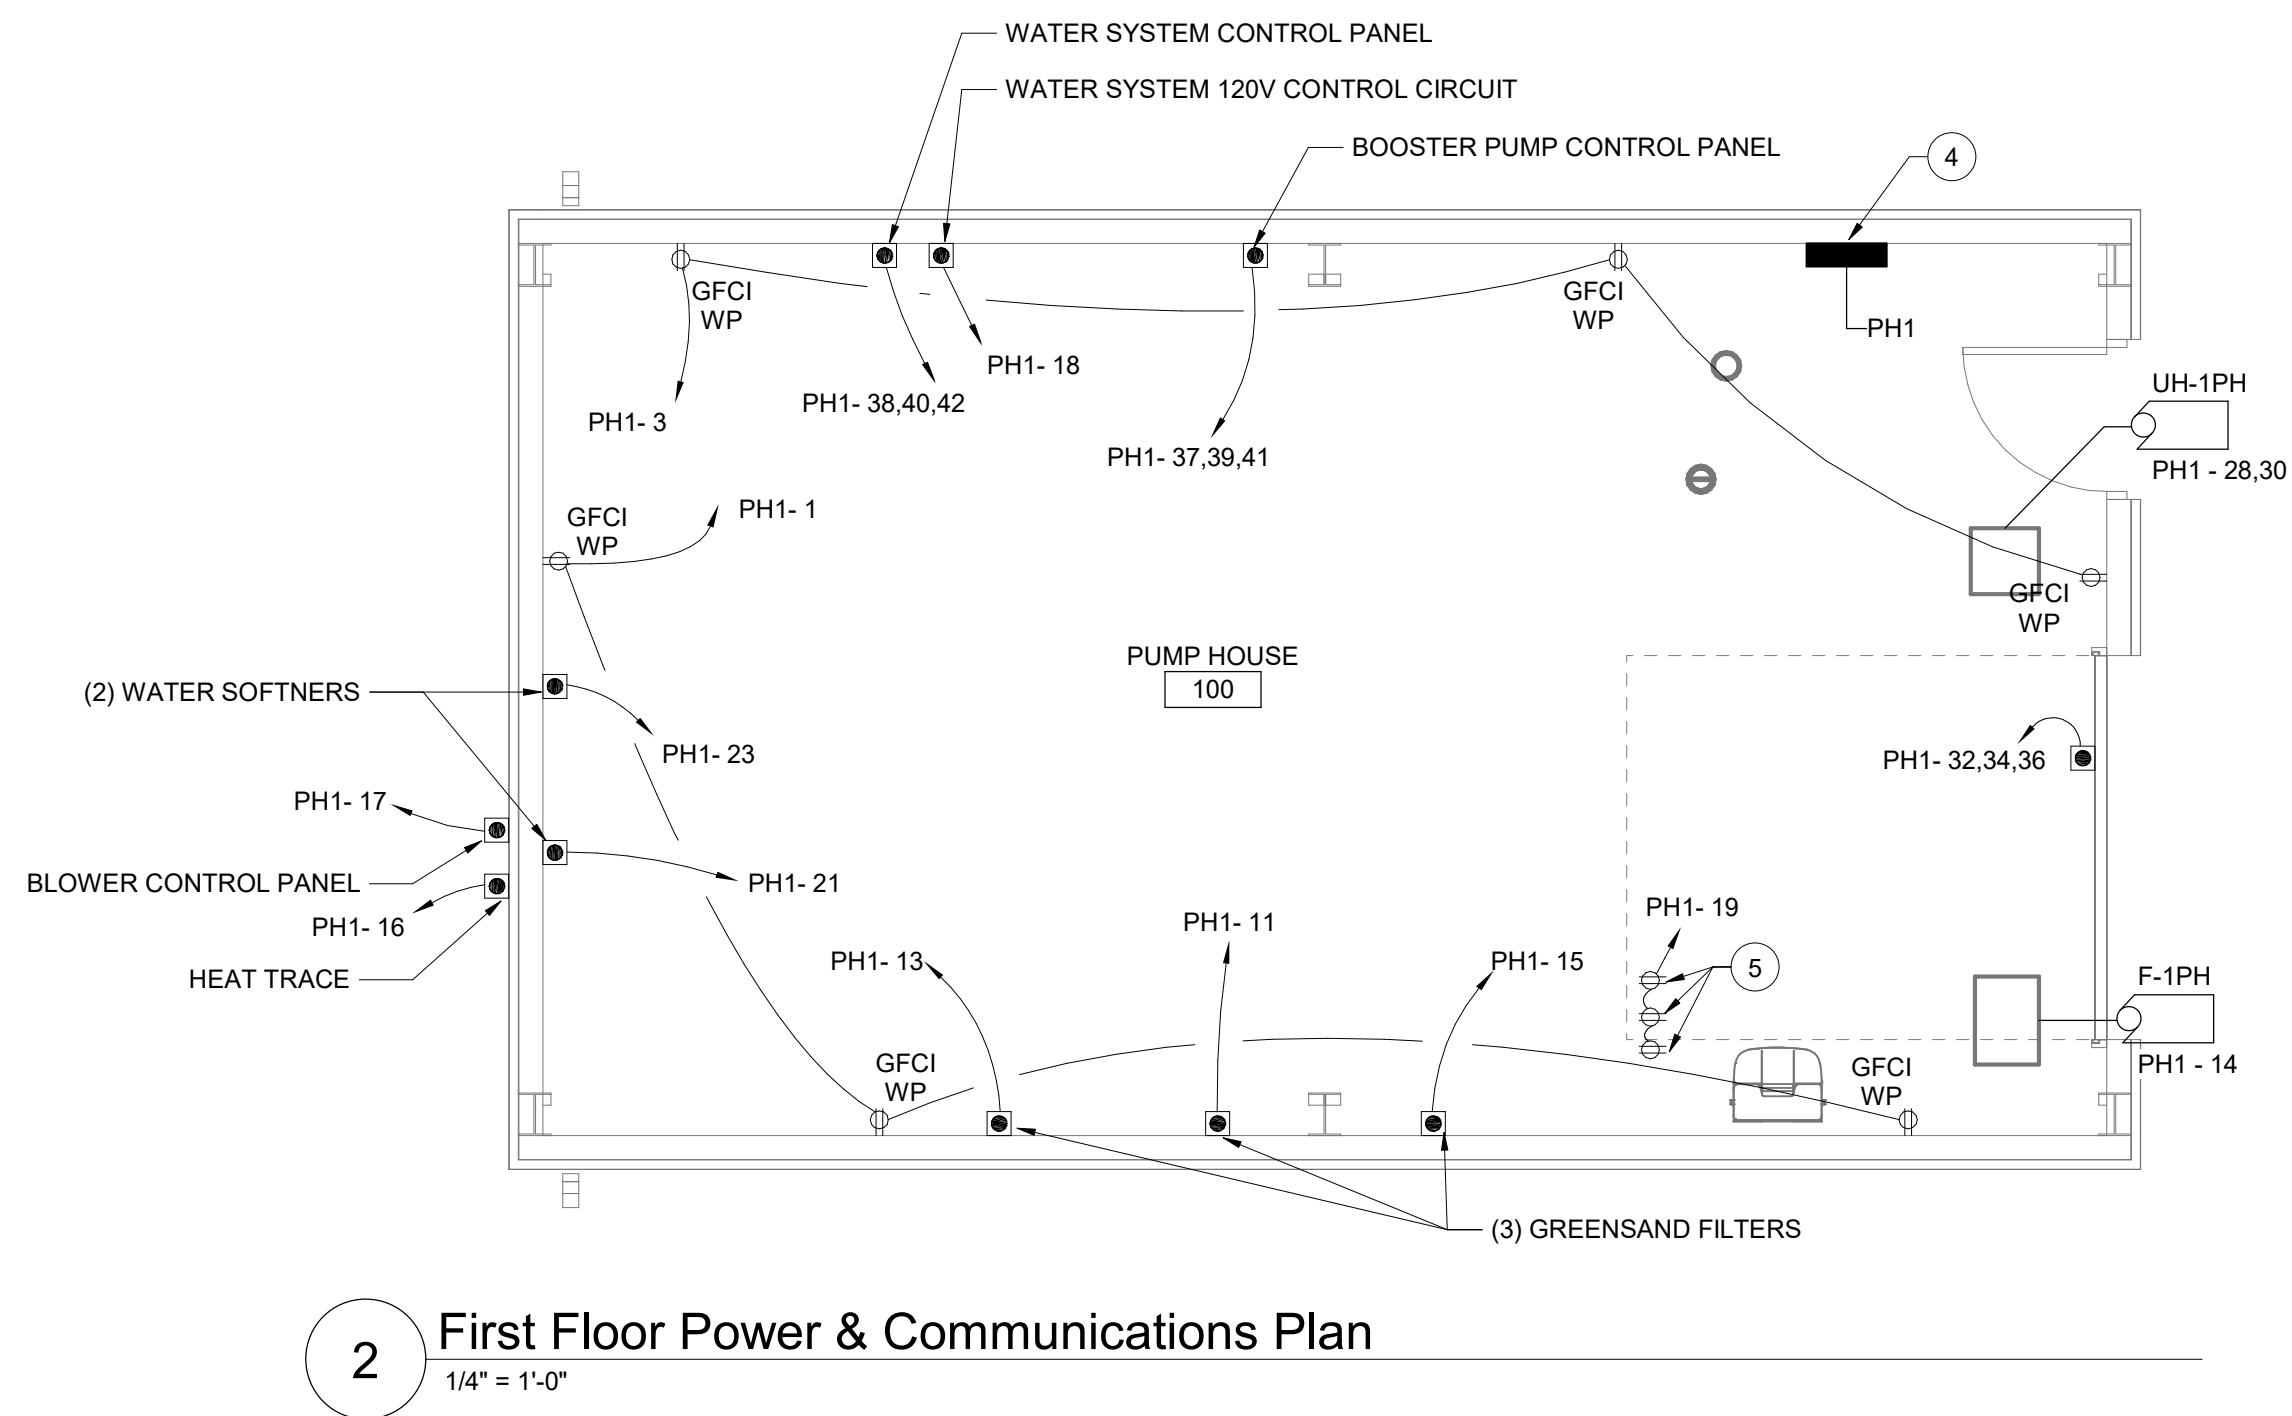 WATER SYSTEM CONTROL PANEL
WATER SYSTEM 120V CONTROL CIRCUIT
BOOSTER PUMP CONTROL PANEL
4
GFCI
WP
GFCI
WP
PH1
PH1- 18
PH1- 38,40,42
PH1- 3
PH1- 37,39,41
UH-1PH
PH1 - 28,30
PH1- 1
GFCI
WP
GFCI
WP
PUMP HOUSE
100
(2) WATER SOFTNERS
PH1- 23
PH1- 32,34,36
PH1- 17
BLOWER CONTROL PANEL
PH1- 21
PH1- 16
HEAT TRACE
PH1- 19
PH1- 11
PH1- 13
PH1- 15
5
F-1PH
PH1 - 14
GFCI
WP
GFCI
WP
(3) GREENSAND FILTERS
2
First Floor Power & Communications Plan
1/4" = 1'-0"